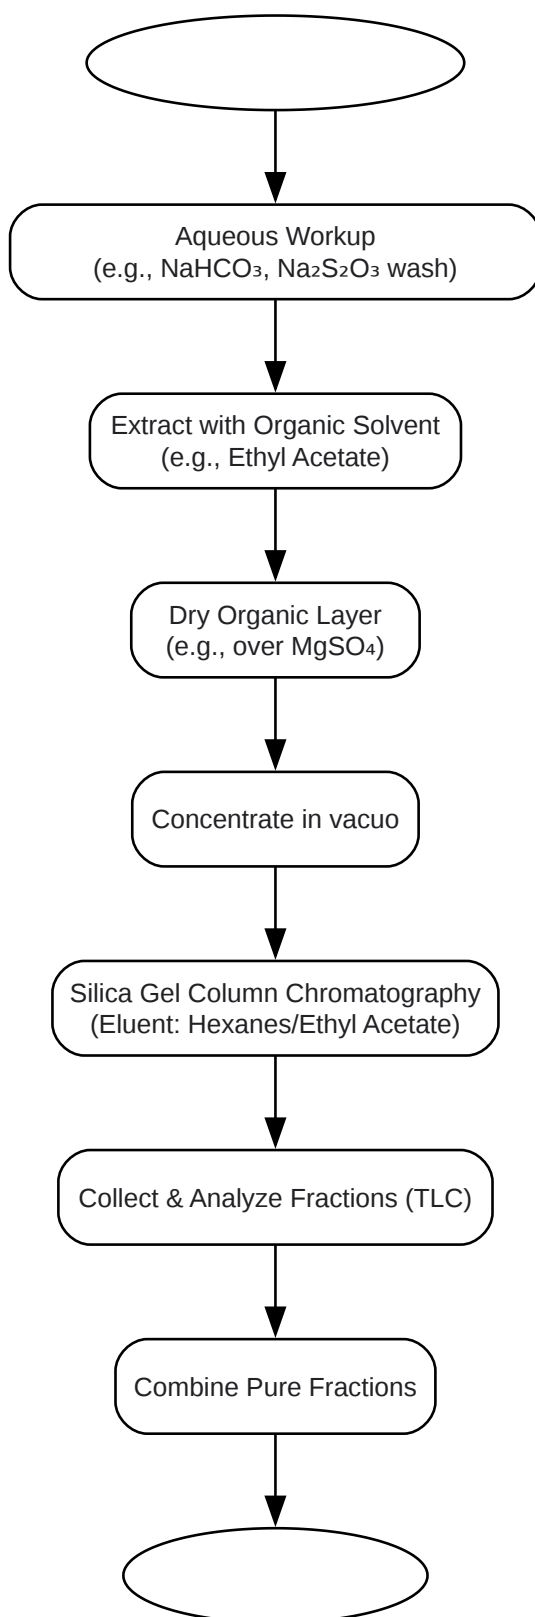 Aqueous Workup
(e.g., NaHCO₃, Na₂S₂O₃ wash)
Extract with Organic Solvent
(e.g., Ethyl Acetate)
Dry Organic Layer
(e.g., over MgSO₄)
Concentrate in vacuo
Silica Gel Column Chromatography
(Eluent: Hexanes/Ethyl Acetate)
Collect & Analyze Fractions (TLC)
Combine Pure Fractions